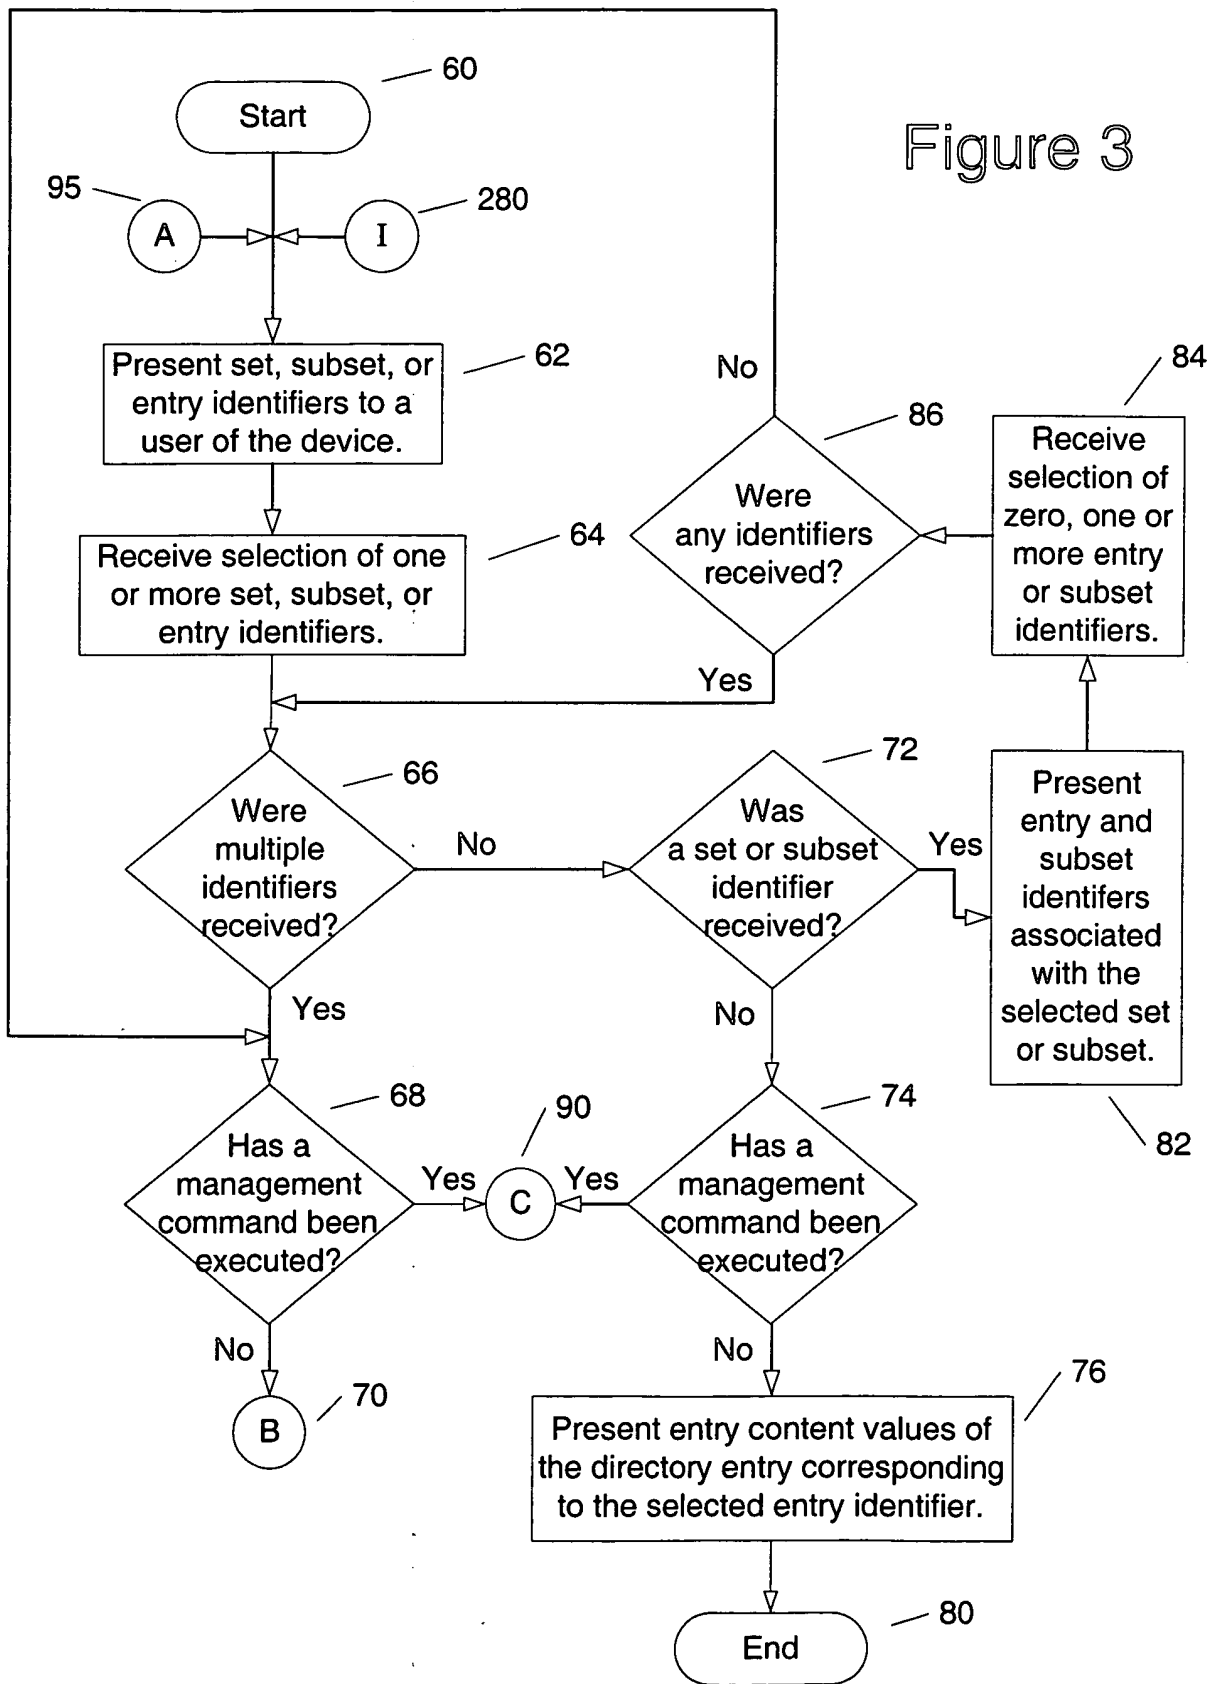 60
Start
Figure 3
95
A
I
280
Present set, subset, or
entry identifiers to a
user of the device.
62
No
84
86
Receive
selection of
zero, one or
more entry
or subset
identifiers.
Were
any identifiers
received?
64
Receive selection of one
or more set, subset, or
entry identifiers.
Yes
66
Were
multiple
identifiers
received?
No
72
Was
a set or subset
identifier
received?
Yes
Present
entry and
subset
identifers
associated
with the
selected set
or subset.
82
Yes
No
68
Has a
management
command been
executed?
Yes
90
C
Yes
74
Has a
management
command been
executed?
No
B
70
No
76
Present entry content values of
the directory entry corresponding
to the selected entry identifier.
80
End